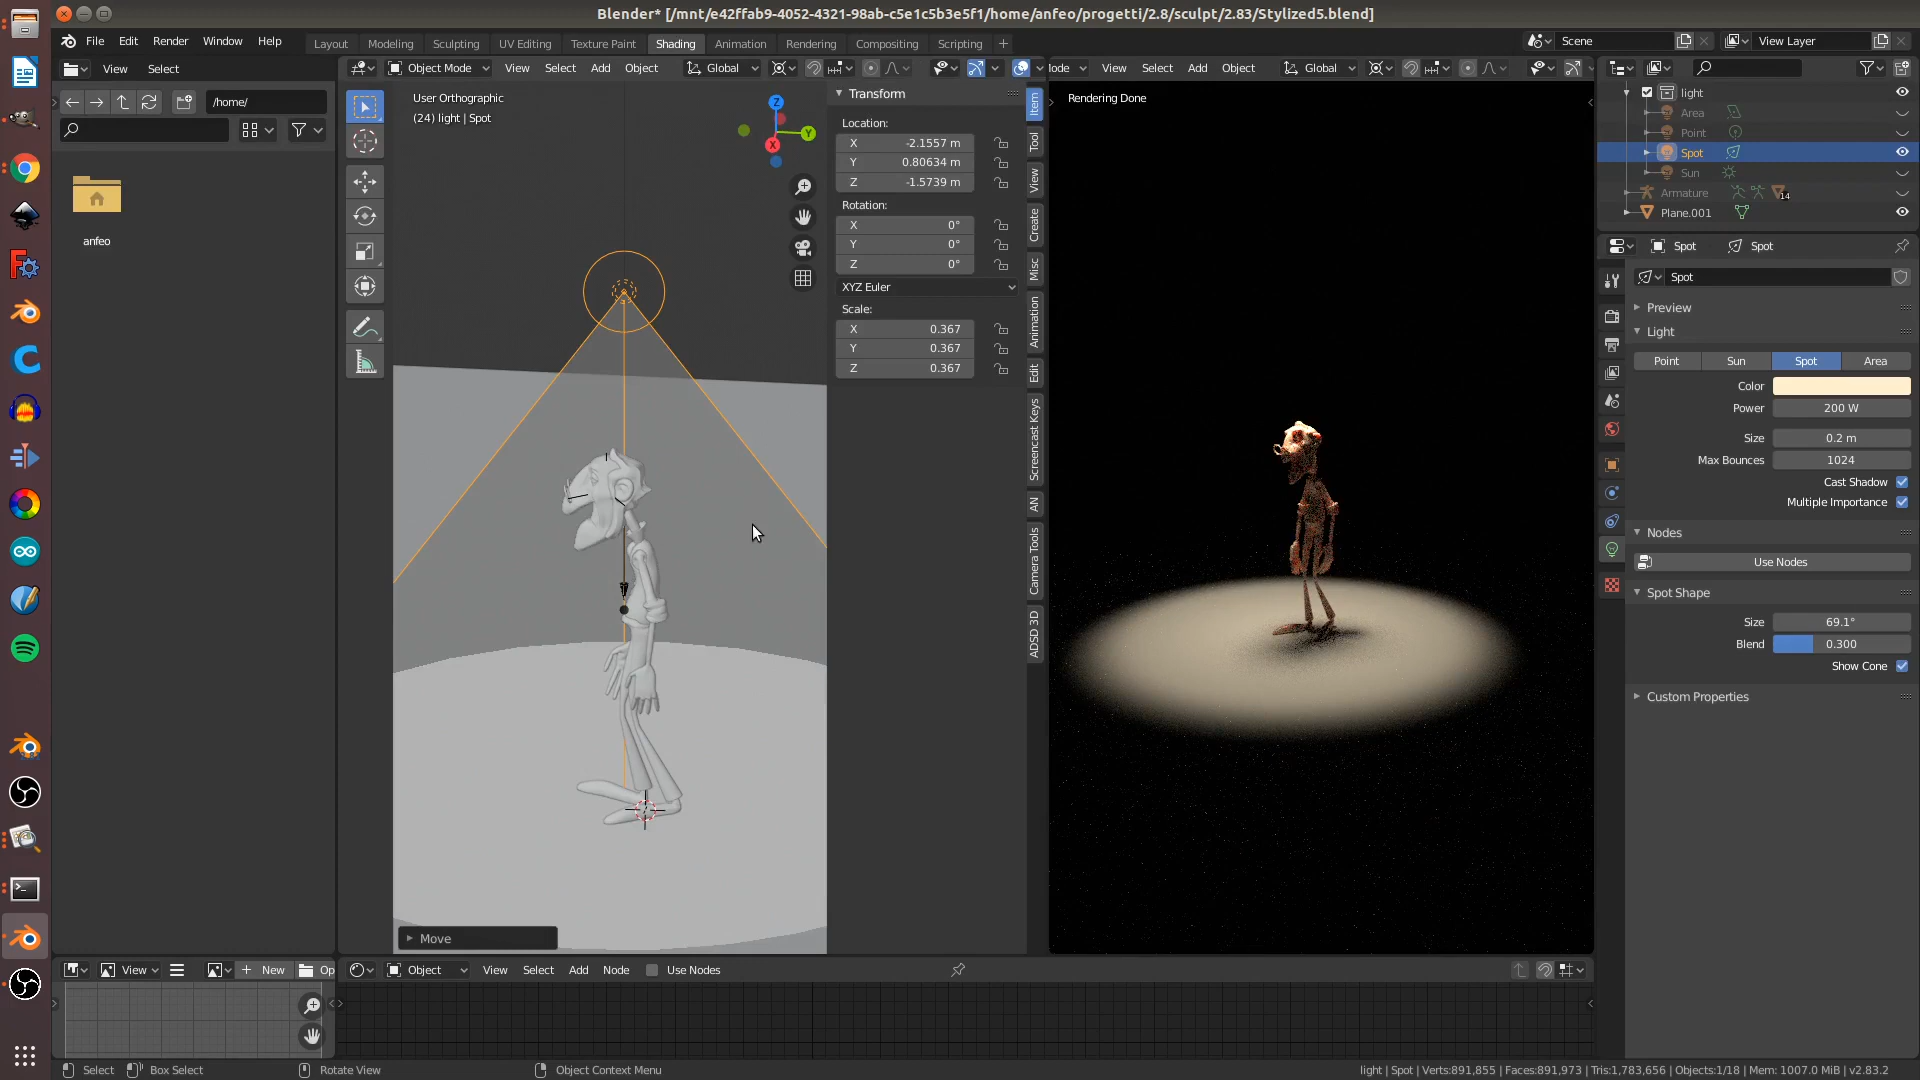 Blender* [/mnt/e42ffab9-4052-4321-98ab-c5e1c5b3e5f1/home/anfeo/progetti/2.8/sculpt/2.83/Stylized5.blend]
File Edit Render Window Help
Layout Modeling Sculpting UV Editing Texture Paint Shading Animation Rendering Compositing Scripting +
Scene
View Layer
View Select
Object Mode View Select Add Object Global
lode View Select Add Object Global
/home/
anfeo
User Orthographic
(24) light | Spot
Z
Y
X
Transform
Location:
X -2.1557 m
Y 0.80634 m
Z -1.5739 m
Rotation:
X 0°
Y 0°
Z 0°
XYZ Euler
Scale:
X 0.367
Y 0.367
Z 0.367
Item
Tool
View
Create
Misc
Animation
Edit
Screencast Keys
AN
Camera Tools
ADSD 3D
Move
Rendering Done
light
Area
Point
Spot
Sun
Armature 14
Plane.001
Spot Spot
Spot
Preview
Light
Point Sun Spot Area
Color
Power 200 W
Size 0.2 m
Max Bounces 1024
Cast Shadow
Multiple Importance
Nodes
Use Nodes
Spot Shape
Size 69.1°
Blend 0.300
Show Cone
Custom Properties
View + New Op
Object View Select Add Node Use Nodes
Select Box Select Rotate View Object Context Menu
light | Spot | Verts:891,855 | Faces:891,973 | Tris:1,783,656 | Objects:1/18 | Mem: 1007.0 MiB | v2.83.2